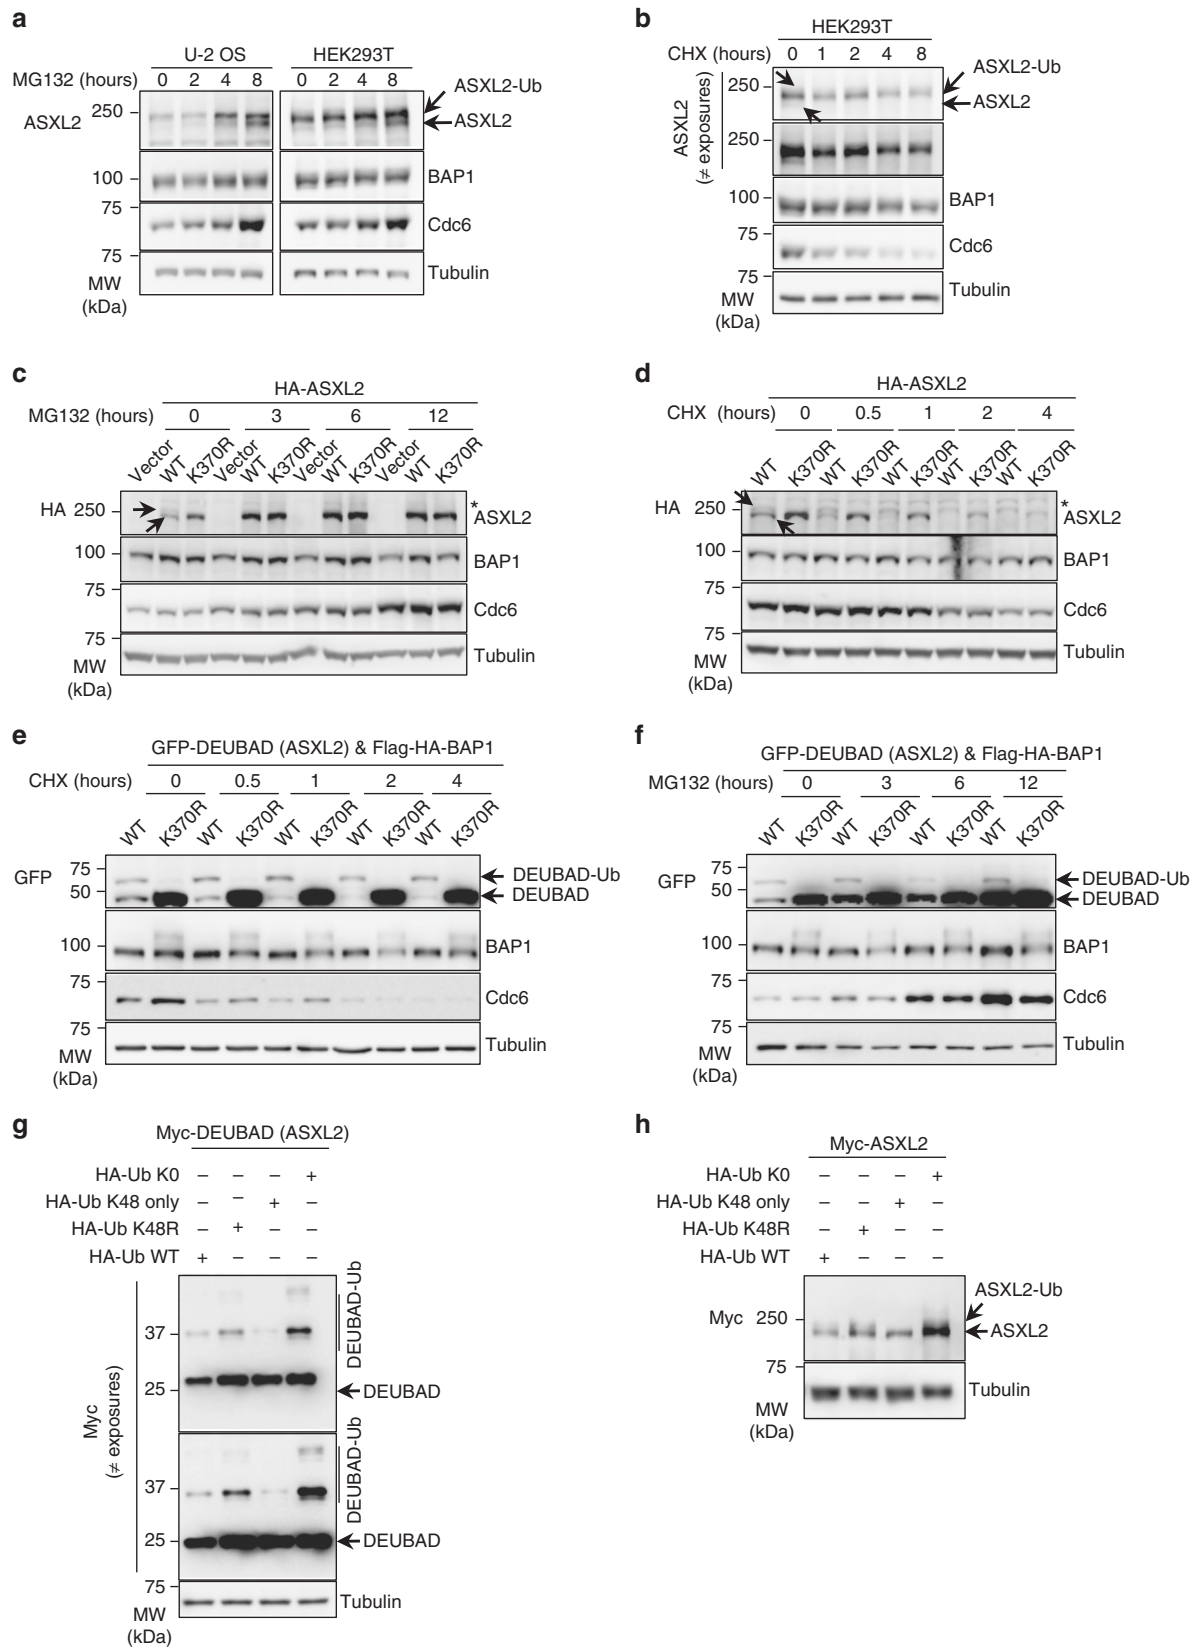 a
U-2 OS HEK293T
MG132 (hours) 0 2 4 8 0 2 4 8
ASXL2-Ub
ASXL2 250 ASXL2
100 BAP1
75 Cdc6
75 Tubulin
MW
(kDa)
b
HEK293T
CHX (hours) 0 1 2 4 8
ASXL2
(≠ exposures)
250 ASXL2-Ub
ASXL2
250
100 BAP1
75 Cdc6
75 Tubulin
MW
(kDa)
c
HA-ASXL2
MG132 (hours) 0 3 6 12
Vector WT K370R Vector WT K370R Vector WT K370R Vector WT K370R
HA 250 *
ASXL2
100 BAP1
75 Cdc6
75 Tubulin
MW
(kDa)
d
HA-ASXL2
CHX (hours) 0 0.5 1 2 4
WT K370R WT K370R WT K370R WT K370R WT K370R
HA 250 *
ASXL2
100 BAP1
75 Cdc6
75 Tubulin
MW
(kDa)
e
GFP-DEUBAD (ASXL2) & Flag-HA-BAP1
CHX (hours) 0 0.5 1 2 4
WT K370R WT K370R WT K370R WT K370R WT K370R
GFP 75 DEUBAD-Ub
50 DEUBAD
100 BAP1
75 Cdc6
75 Tubulin
MW
(kDa)
f
GFP-DEUBAD (ASXL2) & Flag-HA-BAP1
MG132 (hours) 0 3 6 12
WT K370R WT K370R WT K370R WT K370R
GFP 75 DEUBAD-Ub
50 DEUBAD
100 BAP1
75 Cdc6
75 Tubulin
MW
(kDa)
g
Myc-DEUBAD (ASXL2)
HA-Ub K0 – – – +
HA-Ub K48 only – – + –
HA-Ub K48R – + – –
HA-Ub WT + – – –
Myc
(≠ exposures)
37 DEUBAD-Ub
25 DEUBAD
37 DEUBAD-Ub
25 DEUBAD
75 Tubulin
MW
(kDa)
h
Myc-ASXL2
HA-Ub K0 – – – +
HA-Ub K48 only – – + –
HA-Ub K48R – + – –
HA-Ub WT + – – –
ASXL2-Ub
Myc 250 ASXL2
75 Tubulin
MW
(kDa)